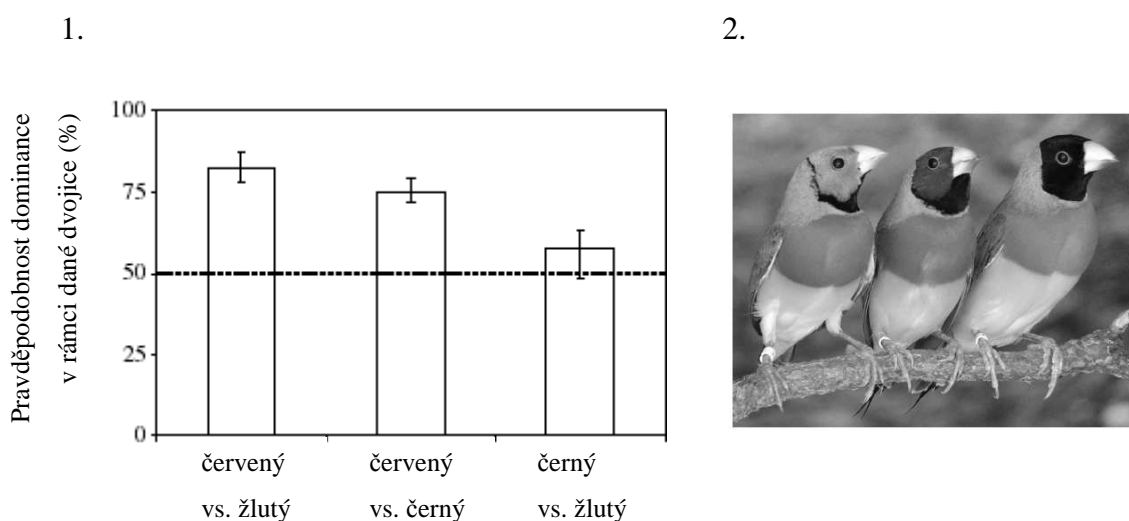 1.
2.
Pravděpodobnost dominance
v rámci dané dvojice (%)
100
75
50
25
0
červený
vs. žlutý
červený
vs. černý
černý
vs. žlutý